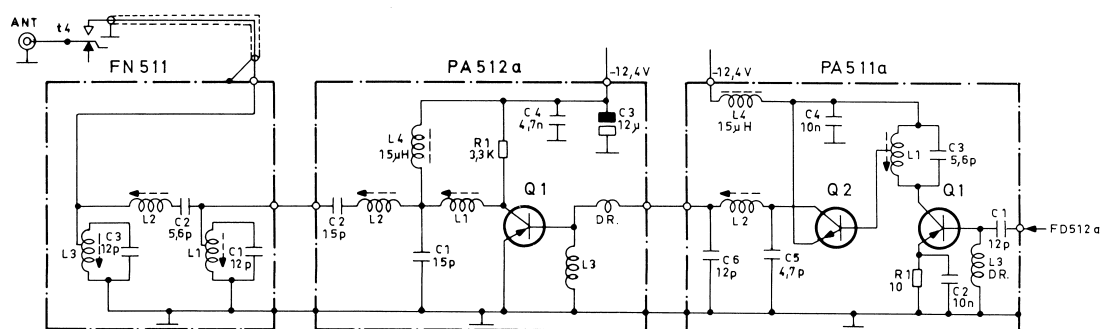 ANT
t4
FN 511
L2
C2
5,6p
L3
C3
12p
L1
C1
12p
PA 512 a
-12,4V
L4
15µH
R1
3,3K
C4
4,7n
C3
12µ
Q1
C2
15p
L2
L1
C1
15p
DR.
L3
PA 511a
-12,4V
L4
15µH
C4
10n
L1
C3
5,6p
Q2
Q1
L2
C6
12p
C5
4,7p
C1
12p
FD512a
L3
DR.
R1
10
C2
10n